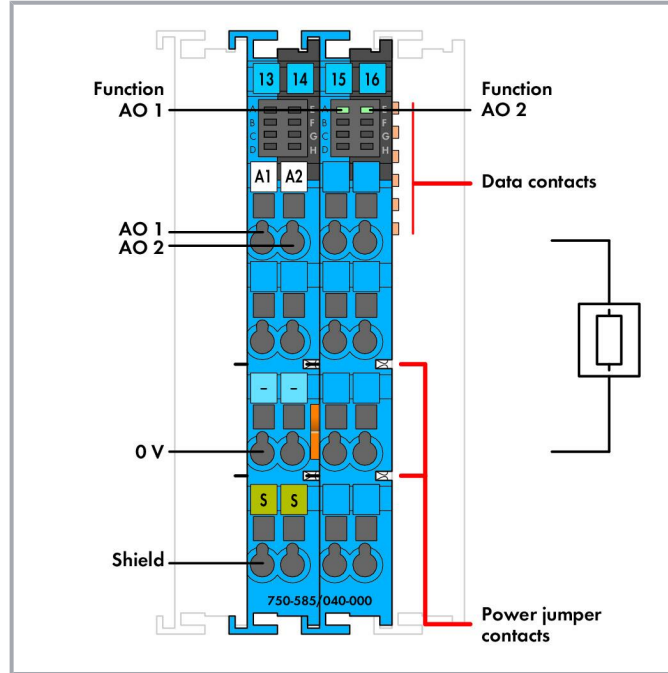 13 14 15 16
Function
AO 1
Function
AO 2
A E A E
B F B F
C G C G
D H D H
A1 A2
Data contacts
AO 1
AO 2
– –
0 V
S S
Shield
750-585/040-000
Power jumper
contacts